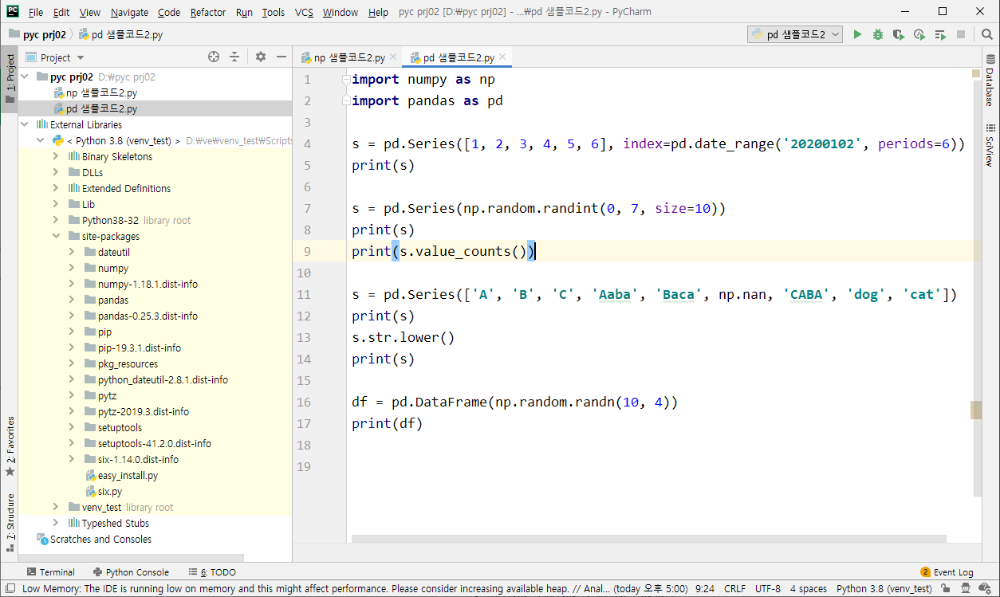 File Edit View Navigate Code Refactor Run Tools VCS Window Help pyc prj02 [D:₩pyc prj02] - ...₩pd 샘플코드2.py - PyCharm
pyc prj02 pd 샘플코드2.py
pd 샘플코드2
1: Project
Project
np 샘플코드2.py
pd 샘플코드2.py
pyc prj02 D:₩pyc prj02
np 샘플코드2.py
pd 샘플코드2.py
External Libraries
< Python 3.8 (venv_test) > D:₩ve₩venv_test₩Scripts
Binary Skeletons
DLLs
Extended Definitions
Lib
Python38-32 library root
site-packages
dateutil
numpy
numpy-1.18.1.dist-info
pandas
pandas-0.25.3.dist-info
pip
pip-19.3.1.dist-info
pkg_resources
python_dateutil-2.8.1.dist-info
pytz
pytz-2019.3.dist-info
setuptools
setuptools-41.2.0.dist-info
six-1.14.0.dist-info
easy_install.py
six.py
venv_test library root
Typeshed Stubs
Scratches and Consoles
2: Favorites
7: Structure
1 import numpy as np
2 import pandas as pd
3
4 s = pd.Series([1, 2, 3, 4, 5, 6], index=pd.date_range('20200102', periods=6))
5 print(s)
6
7 s = pd.Series(np.random.randint(0, 7, size=10))
8 print(s)
9 print(s.value_counts())
10
11 s = pd.Series(['A', 'B', 'C', 'Aaba', 'Baca', np.nan, 'CABA', 'dog', 'cat'])
12 print(s)
13 s.str.lower()
14 print(s)
15
16 df = pd.DataFrame(np.random.randn(10, 4))
17 print(df)
18
19
Database
SciView
Terminal Python Console 6: TODO 2 Event Log
Low Memory: The IDE is running low on memory and this might affect performance. Please consider increasing available heap. // Anal... (today 오후 5:00) 9:24 CRLF UTF-8 4 spaces Python 3.8 (venv_test)